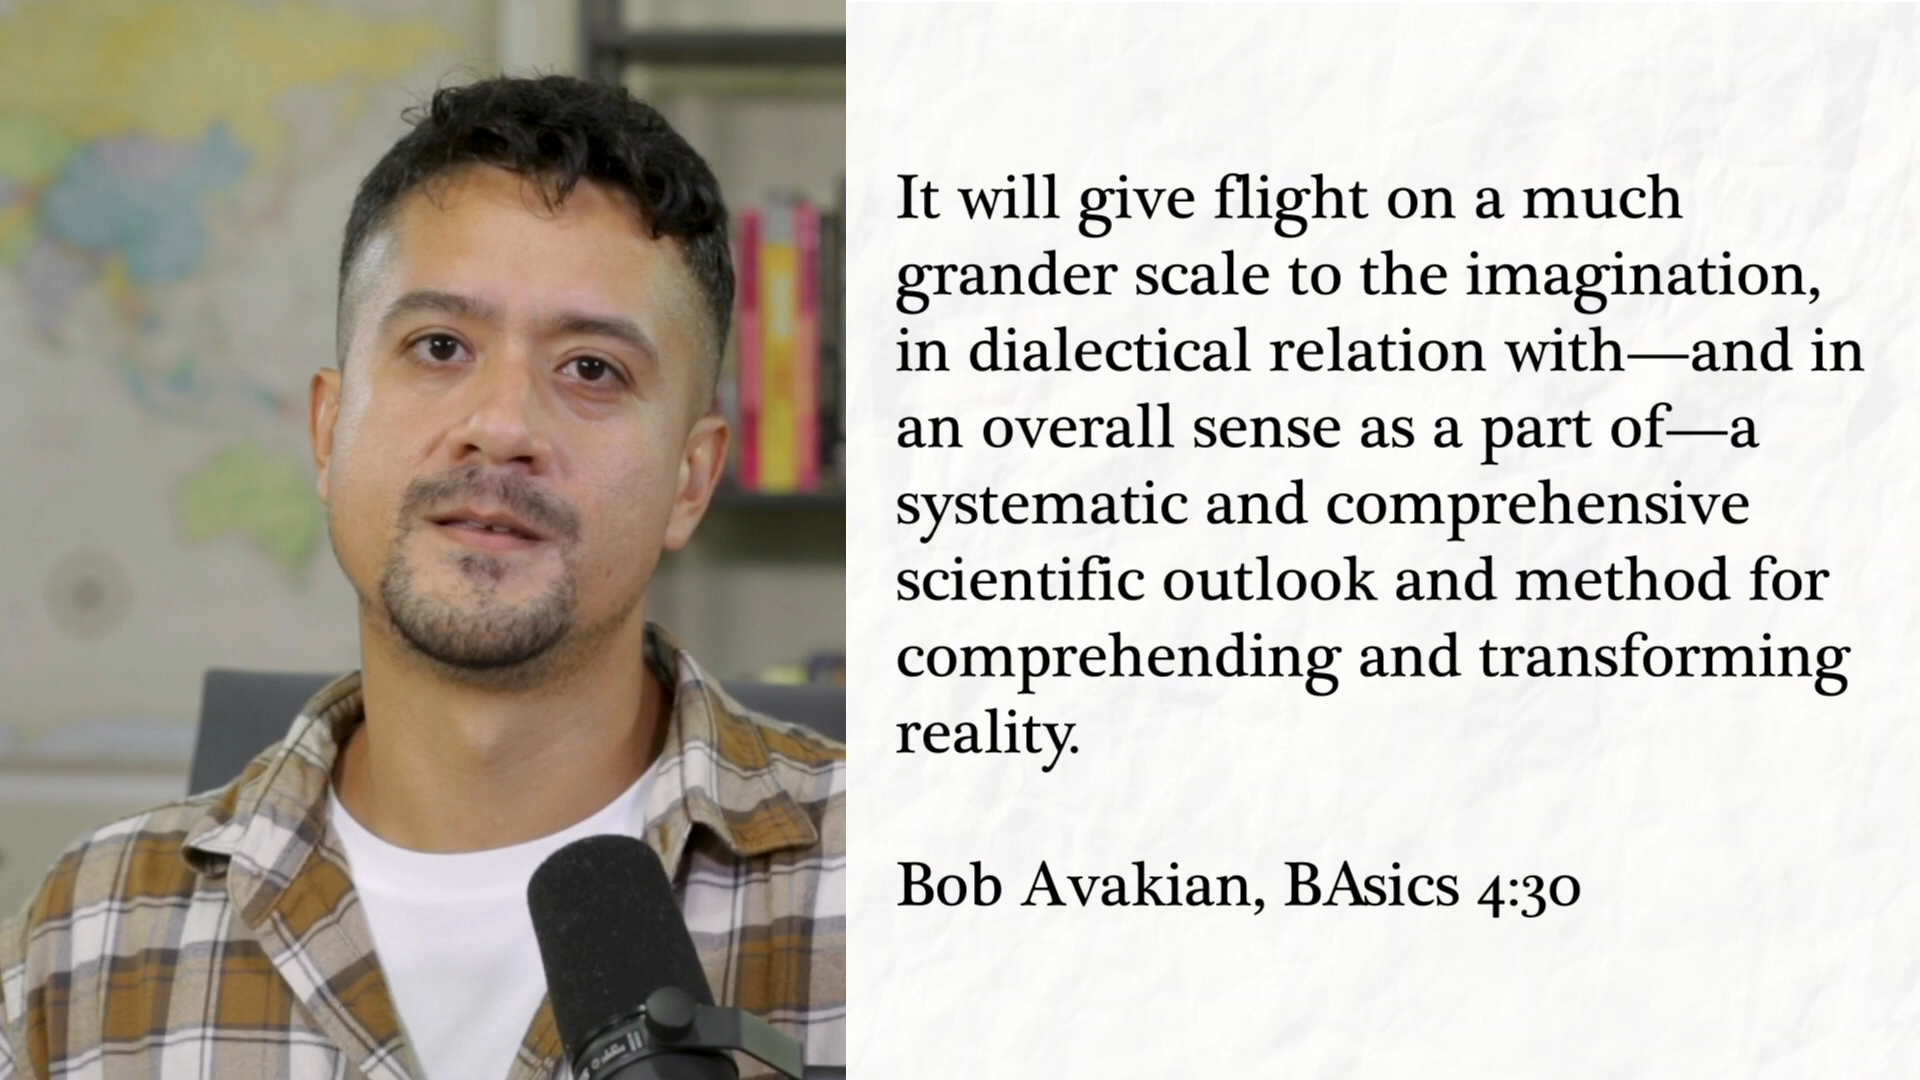 It will give flight on a much
grander scale to the imagination,
in dialectical relation with—and in
an overall sense as a part of—a
systematic and comprehensive
scientific outlook and method for
comprehending and transforming
reality.
Bob Avakian, BAsics 4:30